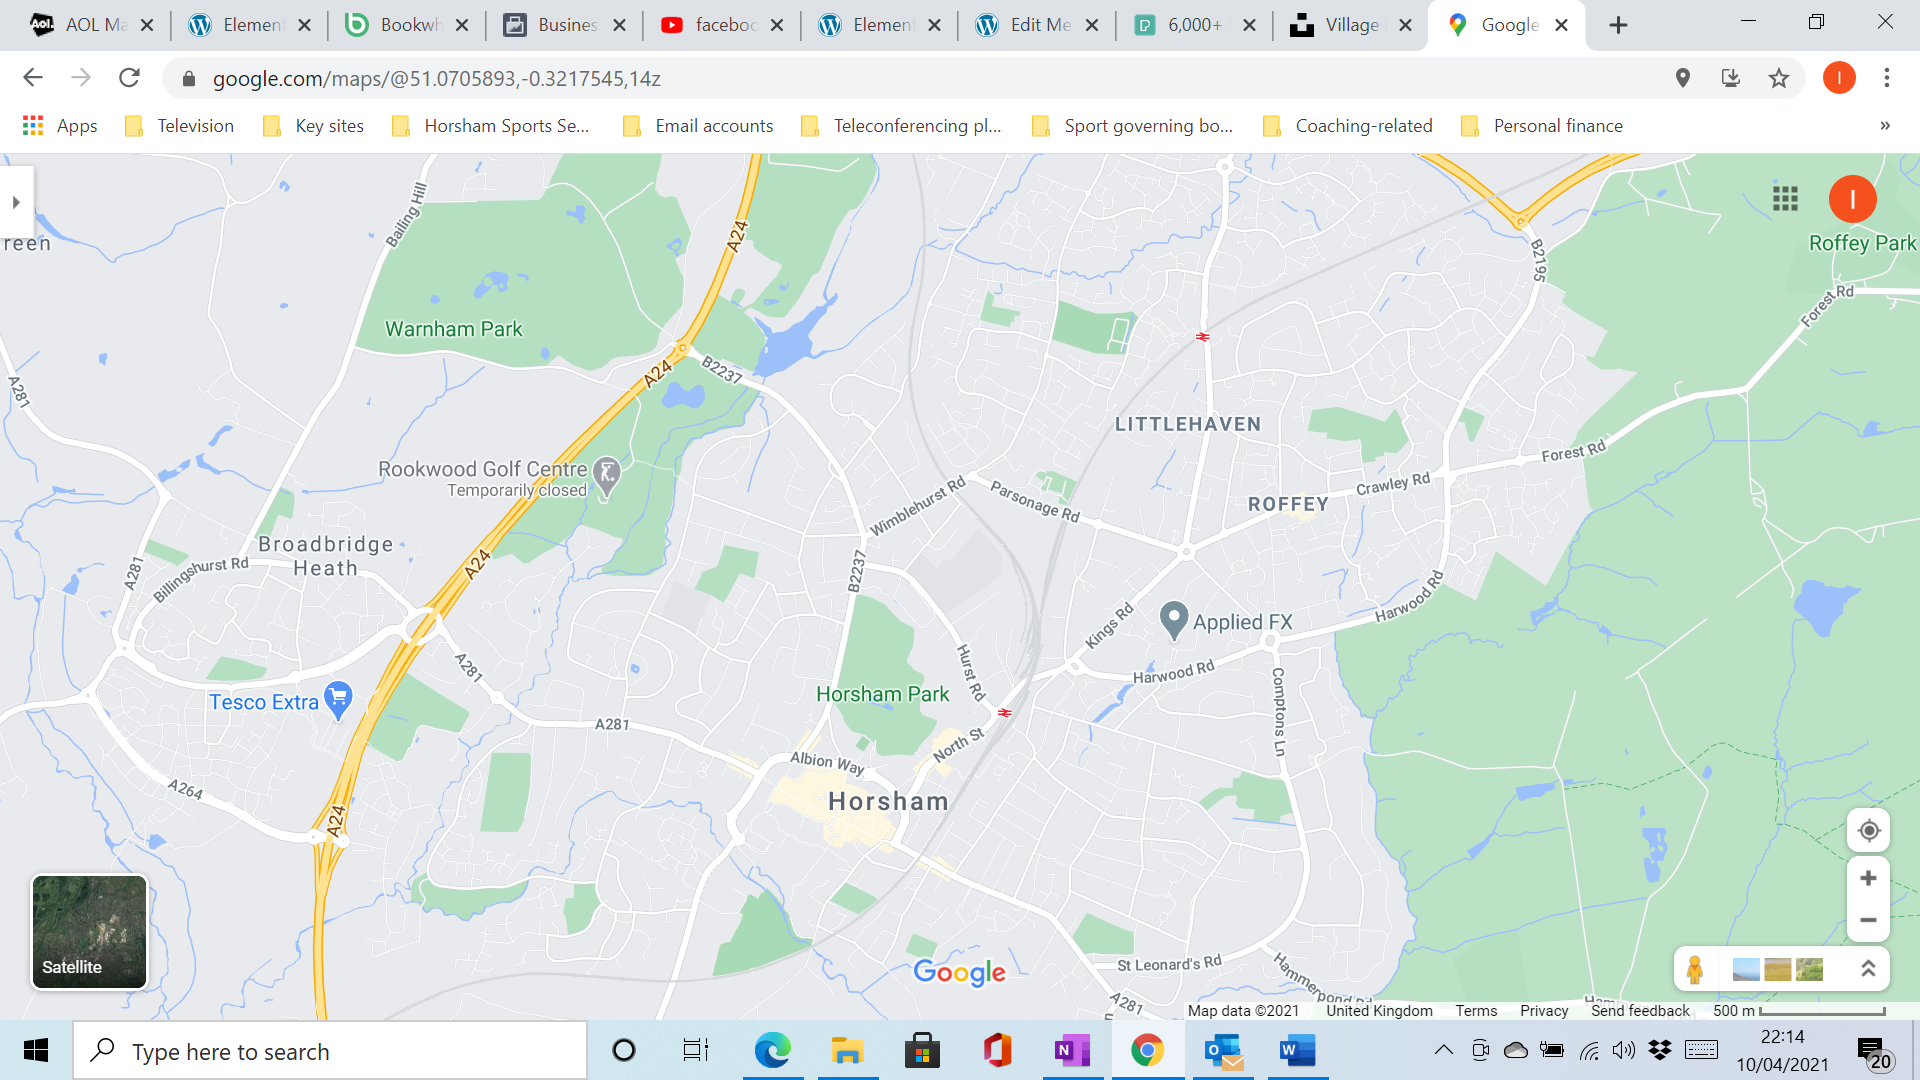 Aol.
AOL Ma
Element
Bookwh
Busines
faceboo
Element
Edit Me
6,000+
Village
Google
google.com/maps/@51.0705893,-0.3217545,14z
I
Apps
Television
Key sites
Horsham Sports Se...
Email accounts
Teleconferencing pl...
Sport governing bo...
Coaching-related
Personal finance
»
reen
Bailing Hill
A24
B2195
I
Roffey Park
Forest Rd
Warnham Park
A24
B2237
A281
LITTLEHAVEN
Rookwood Golf Centre
Temporarily closed
Wimblehurst Rd
Parsonage Rd
Crawley Rd
Forest Rd
ROFFEY
Broadbridge
Heath
A24
A281
Billingshurst Rd
B2237
Harwood Rd
Kings Rd
Applied FX
A281
Hurst Rd
Harwood Rd
Comptons Ln
Tesco Extra
Horsham Park
A281
North St
Albion Way
A264
A24
Horsham
Satellite
St Leonard's Rd
Hammerpond Rd
A281
Google
Map data ©2021
United Kingdom
Terms
Privacy
Send feedback
500 m
Type here to search
N
O
W
22:14
10/04/2021
20